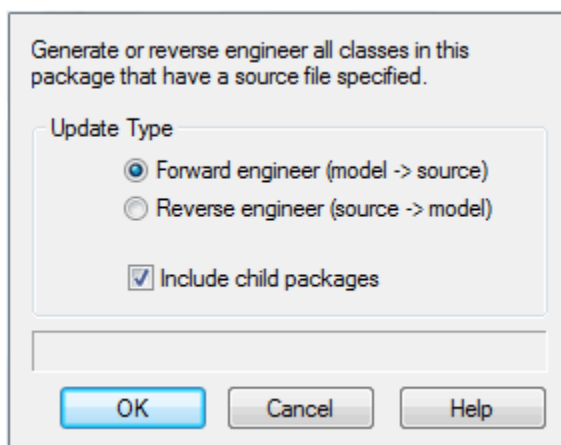 Generate or reverse engineer all classes in this
package that have a source file specified.
Update Type
Forward engineer (model -> source)
Reverse engineer (source -> model)
Include child packages
OK Cancel Help